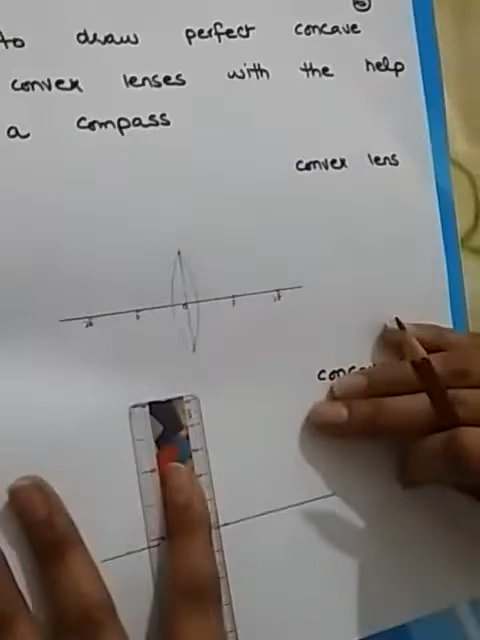 to draw perfect concave
convex lenses with the help
a compass
convex lens